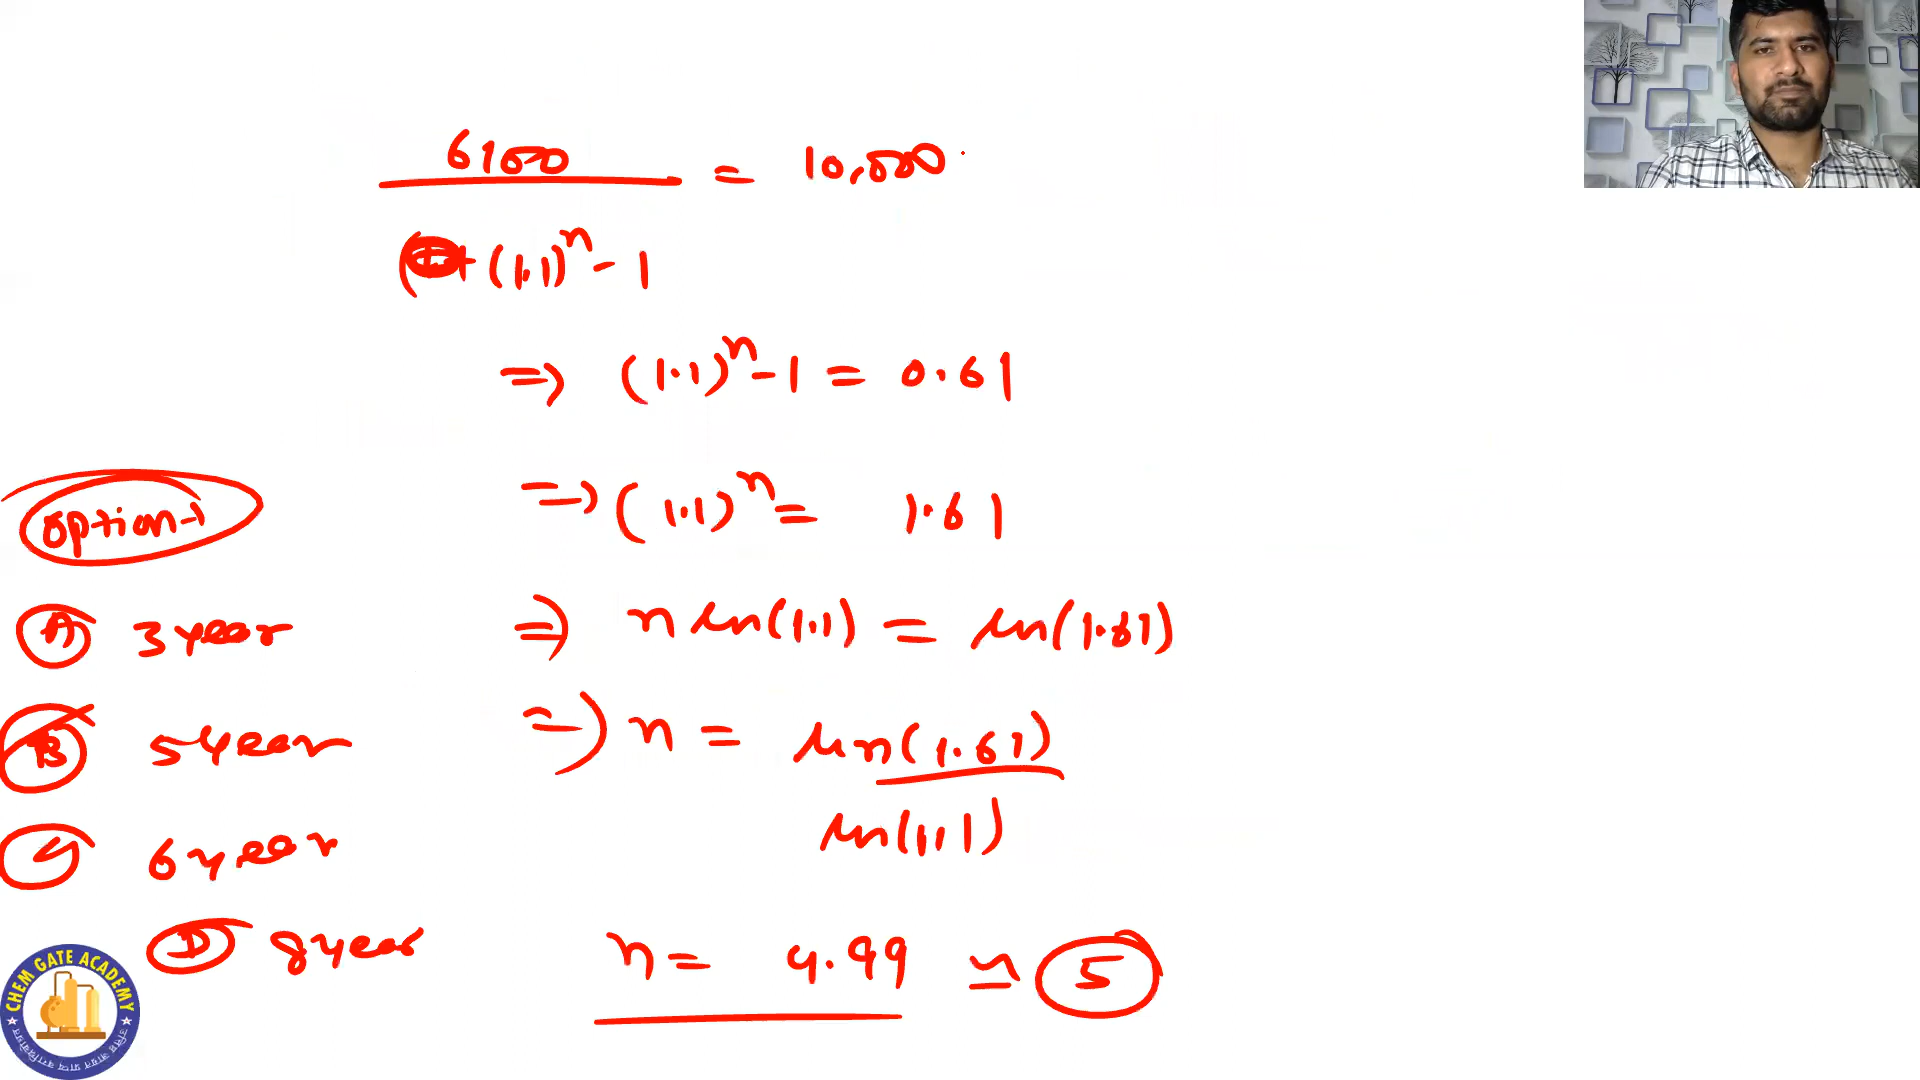 6100 / (1.1)^n - 1 = 10,000
=> (1.1)^n - 1 = 0.61
=> (1.1)^n = 1.61
=> n ln(1.1) = ln(1.61)
=> n = ln(1.61) / ln(1.1)
n = 4.99 ≃ 5
option-1
A 3 year
B 5 year
C 6 year
D 8 year
CHEM GATE ACADEMY